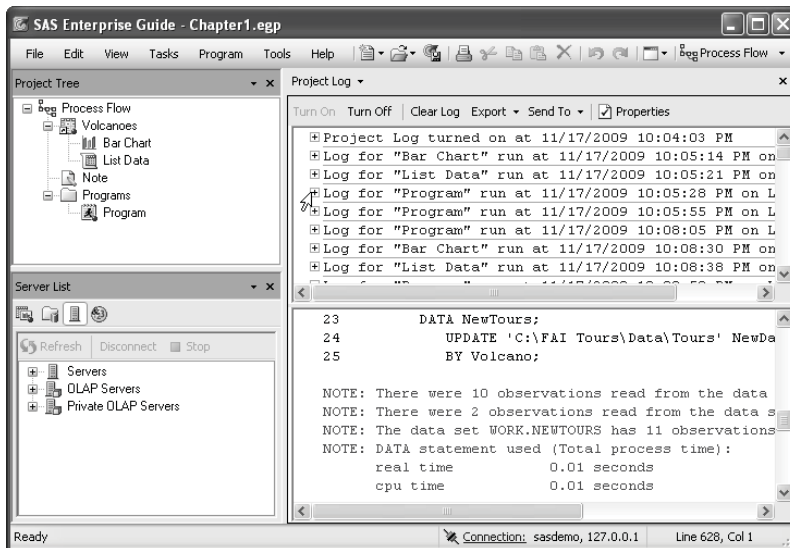 SAS Enterprise Guide - Chapter1.egp
File Edit View Tasks Program Tools Help Process Flow
Project Tree
Process Flow
Volcanoes
Bar Chart
List Data
Note
Programs
Program
Server List
Refresh Disconnect Stop
Servers
OLAP Servers
Private OLAP Servers
Project Log
Turn On Turn Off Clear Log Export Send To Properties
Project Log turned on at 11/17/2009 10:04:03 PM
Log for "Bar Chart" run at 11/17/2009 10:05:14 PM on
Log for "List Data" run at 11/17/2009 10:05:21 PM on
Log for "Program" run at 11/17/2009 10:05:28 PM on L
Log for "Program" run at 11/17/2009 10:05:55 PM on L
Log for "Program" run at 11/17/2009 10:08:05 PM on L
Log for "Bar Chart" run at 11/17/2009 10:08:30 PM on
Log for "List Data" run at 11/17/2009 10:08:38 PM on
23 DATA NewTours;
24 UPDATE 'C:\FAI Tours\Data\Tours' NewDa
25 BY Volcano;
NOTE: There were 10 observations read from the data
NOTE: There were 2 observations read from the data s
NOTE: The data set WORK.NEWTOURS has 11 observations
NOTE: DATA statement used (Total process time):
real time 0.01 seconds
cpu time 0.01 seconds
Ready Connection: sasdemo, 127.0.0.1 Line 628, Col 1